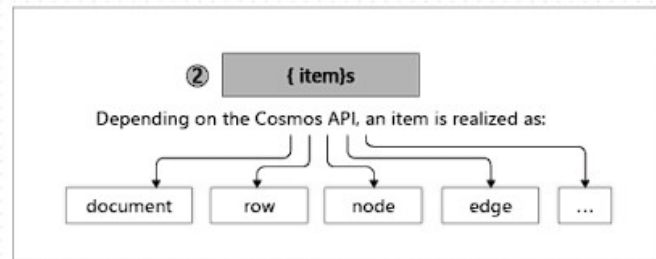 ② { item}s
Depending on the Cosmos API, an item is realized as:
document row node edge ...